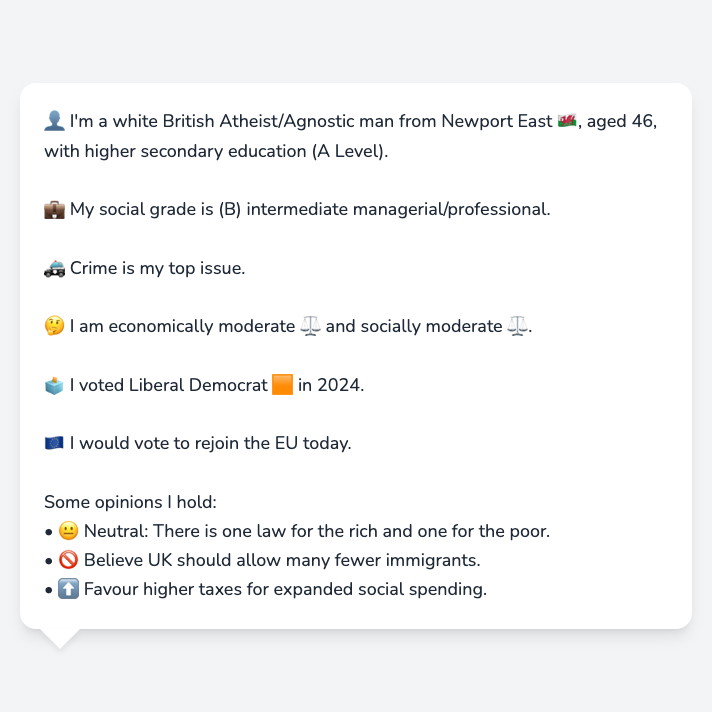 👤 I'm a white British Atheist/Agnostic man from Newport East 🏴󠁧󠁢󠁷󠁬󠁳󠁿, aged 46,
with higher secondary education (A Level).
💼 My social grade is (B) intermediate managerial/professional.
🚓 Crime is my top issue.
🤔 I am economically moderate ⚖️ and socially moderate ⚖️.
🗳️ I voted Liberal Democrat 🟧 in 2024.
🇪🇺 I would vote to rejoin the EU today.
Some opinions I hold:
• 😐 Neutral: There is one law for the rich and one for the poor.
• 🚫 Believe UK should allow many fewer immigrants.
• ⬆️ Favour higher taxes for expanded social spending.